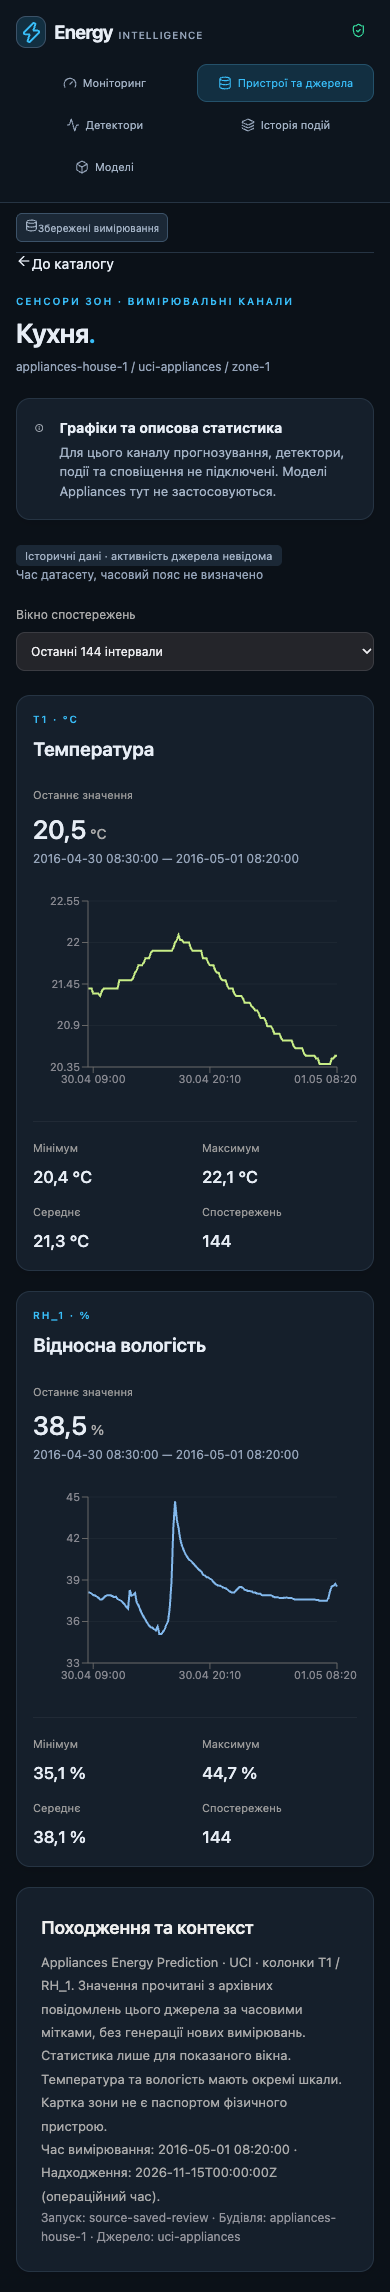 Energy INTELLIGENCE
Моніторинг
Пристрої та джерела
Детектори
Історія подій
Моделі
Збережені вимірювання
До каталогу
СЕНСОРИ ЗОН · ВИМІРЮВАЛЬНІ КАНАЛИ
Кухня.
appliances-house-1 / uci-appliances / zone-1
Графіки та описова статистика
Для цього каналу прогнозування, детектори,
події та сповіщення не підключені. Моделі
Appliances тут не застосовуються.
Історичні дані · активність джерела невідома
Час датасету, часовий пояс не визначено
Вікно спостережень
Останні 144 інтервали
T1 · °C
Температура
Останнє значення
20,5 °C
2016-04-30 08:30:00 — 2016-05-01 08:20:00
22.55
22
21.45
20.9
20.35
30.04 09:00
30.04 20:10
01.05 08:20
Мінімум
Максимум
20,4 °C
22,1 °C
Середнє
Спостережень
21,3 °C
144
RH_1 · %
Відносна вологість
Останнє значення
38,5 %
2016-04-30 08:30:00 — 2016-05-01 08:20:00
45
42
39
36
33
30.04 09:00
30.04 20:10
01.05 08:20
Мінімум
Максимум
35,1 %
44,7 %
Середнє
Спостережень
38,1 %
144
Походження та контекст
Appliances Energy Prediction · UCI · колонки T1 /
RH_1. Значення прочитані з архівних
повідомлень цього джерела за часовими
мітками, без генерації нових вимірювань.
Статистика лише для показаного вікна.
Температура та вологість мають окремі шкали.
Картка зони не є паспортом фізичного
пристрою.
Час вимірювання: 2016-05-01 08:20:00 ·
Надходження: 2026-11-15T00:00:00Z
(операційний час).
Запуск: source-saved-review · Будівля: appliances-
house-1 · Джерело: uci-appliances